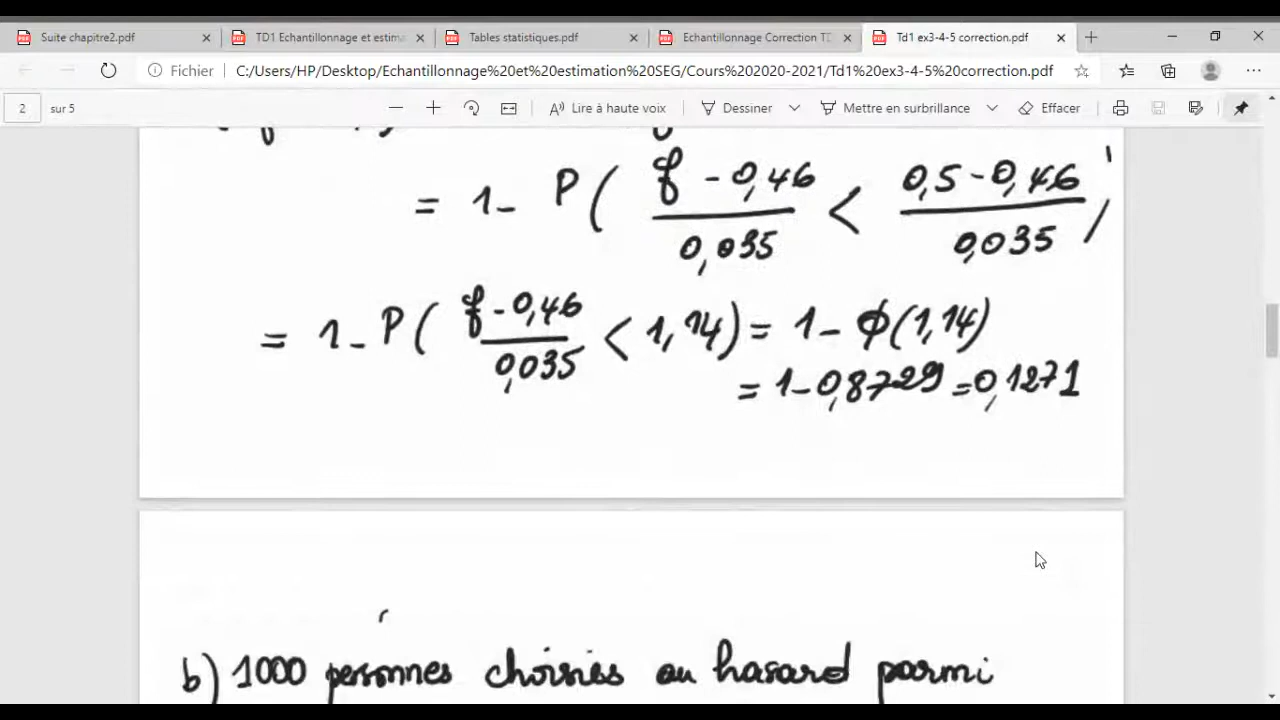 Suite chapitre2.pdf
TD1 Echantillonnage et estima
Tables statistiques.pdf
Echantillonnage Correction TD
Td1 ex3-4-5 correction.pdf
Fichier
C:/Users/HP/Desktop/Echantillonnage%20et%20estimation%20SEG/Cours%202020-2021/Td1%20ex3-4-5%20correction.pdf
2 sur 5
Lire à haute voix
Dessiner
Mettre en surbrillance
Effacer
= 1 - P( (f - 0,46)/0,035 < (0,5 - 0,46)/0,035 )
= 1 - P( (f - 0,46)/0,035 < 1,14) = 1 - Φ(1,14)
= 1 - 0,8729 = 0,1271
b) 1000 personnes choisies au hasard parmi